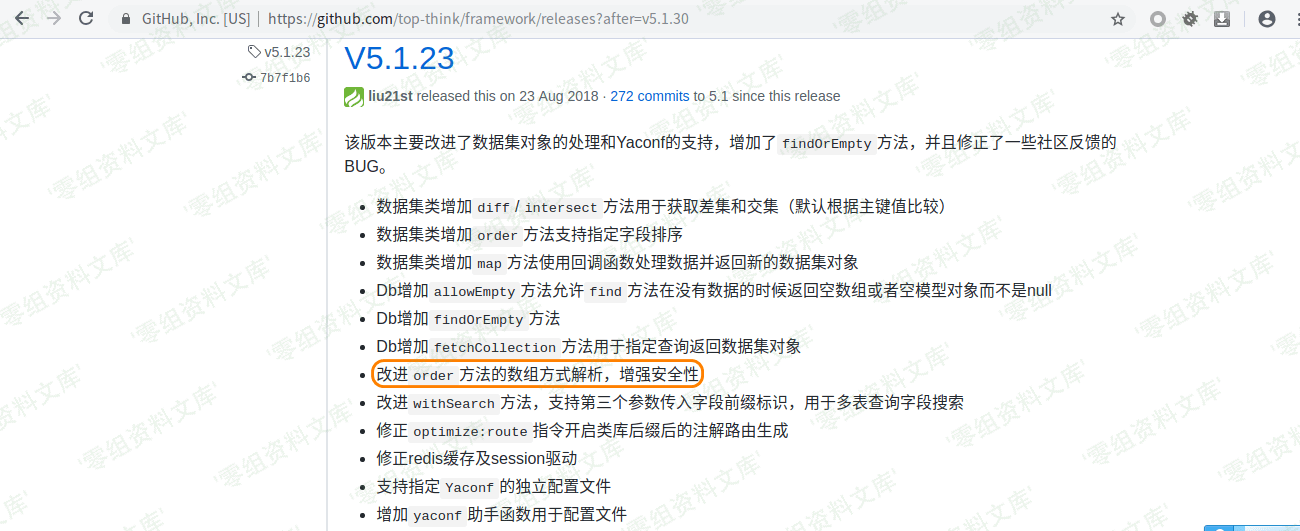 GitHub, Inc. [US] | https://github.com/top-think/framework/releases?after=v5.1.30
v5.1.23
7b7f1b6
V5.1.23
liu21st released this on 23 Aug 2018 · 272 commits to 5.1 since this release
该版本主要改进了数据集对象的处理和Yaconf的支持，增加了 findOrEmpty 方法，并且修正了一些社区反馈的
BUG。
数据集类增加 diff / intersect 方法用于获取差集和交集（默认根据主键值比较）
数据集类增加 order 方法支持指定字段排序
数据集类增加 map 方法使用回调函数处理数据并返回新的数据集对象
Db增加 allowEmpty 方法允许 find 方法在没有数据的时候返回空数组或者空模型对象而不是null
Db增加 findOrEmpty 方法
Db增加 fetchCollection 方法用于指定查询返回数据集对象
改进 order 方法的数组方式解析，增强安全性
改进 withSearch 方法，支持第三个参数传入字段前缀标识，用于多表查询字段搜索
修正 optimize:route 指令开启类库后缀后的注解路由生成
修正redis缓存及session驱动
支持指定 Yaconf 的独立配置文件
增加 yaconf 助手函数用于配置文件
'零组资料文库'